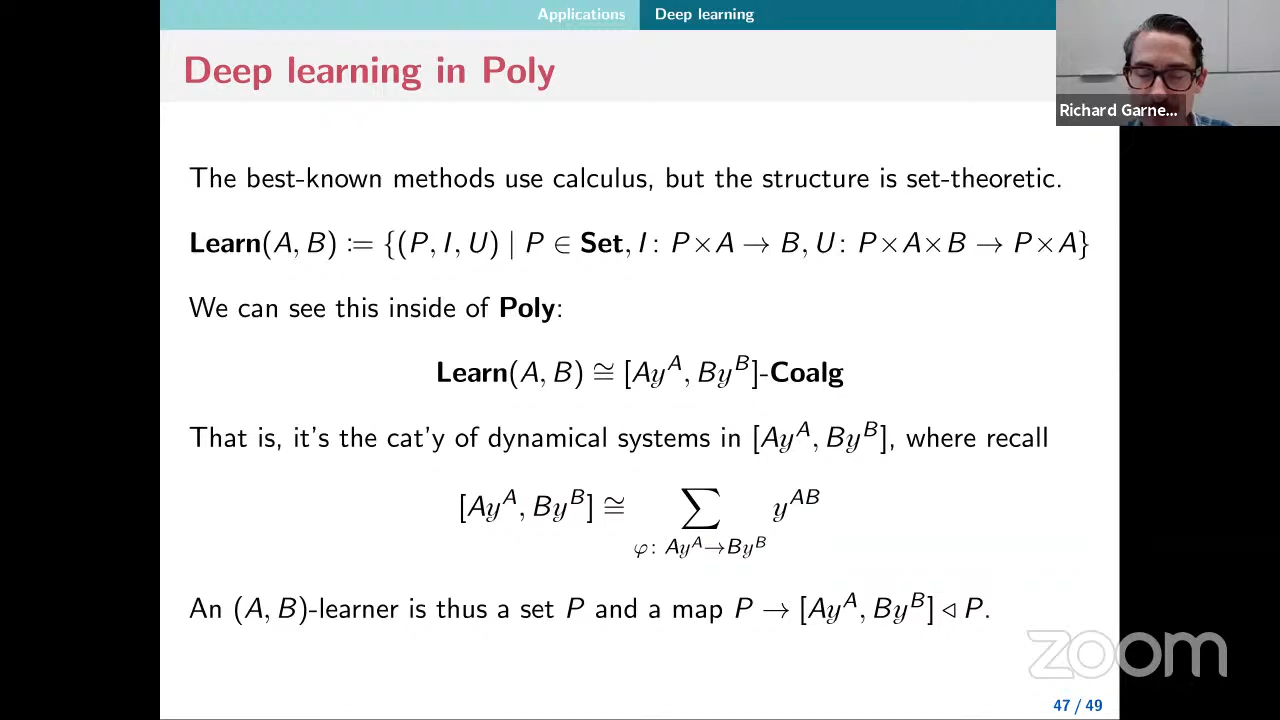 Applications Deep learning
Deep learning in Poly
Richard Garne...
The best-known methods use calculus, but the structure is set-theoretic.
Learn(A, B) ≔ {(P, I, U) | P ∈ Set, I : P×A → B, U : P×A×B → P×A}
We can see this inside of Poly:
Learn(A, B) ≅ [Ay^A, By^B]-Coalg
That is, it's the cat'y of dynamical systems in [Ay^A, By^B], where recall
[Ay^A, By^B] ≅ ∑ y^{AB}
φ : Ay^A→By^B
An (A, B)-learner is thus a set P and a map P → [Ay^A, By^B] ◁ P.
zoom
47 / 49